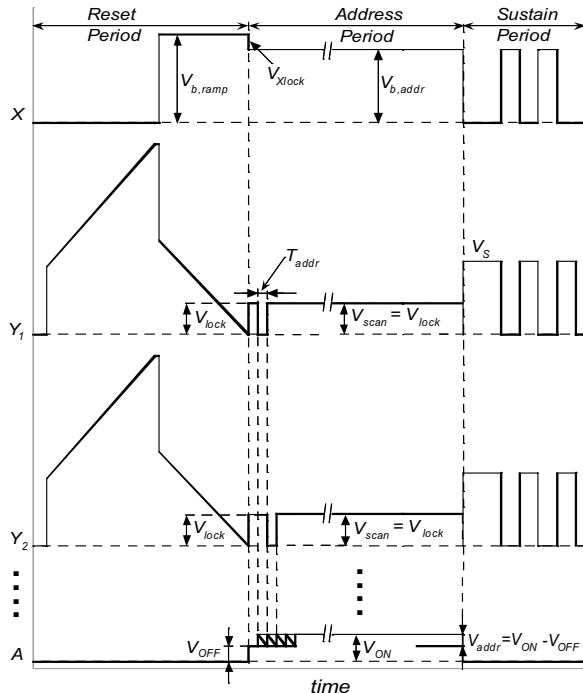 Reset Period
Address Period
Sustain Period
V_b,ramp
V_Xlock
V_b,addr
X
T_addr
V_S
V_lock
V_scan = V_lock
Y_1
V_lock
V_scan = V_lock
Y_2
V_OFF
V_ON
V_addr = V_ON - V_OFF
A
time